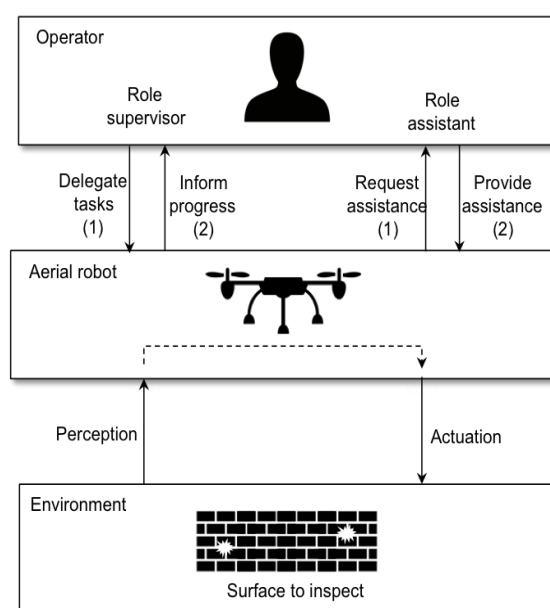 Operator
Role
supervisor
Role
assistant
Delegate
tasks
(1)
Inform
progress
(2)
Request
assistance
(1)
Provide
assistance
(2)
Aerial robot
Perception
Actuation
Environment
Surface to inspect